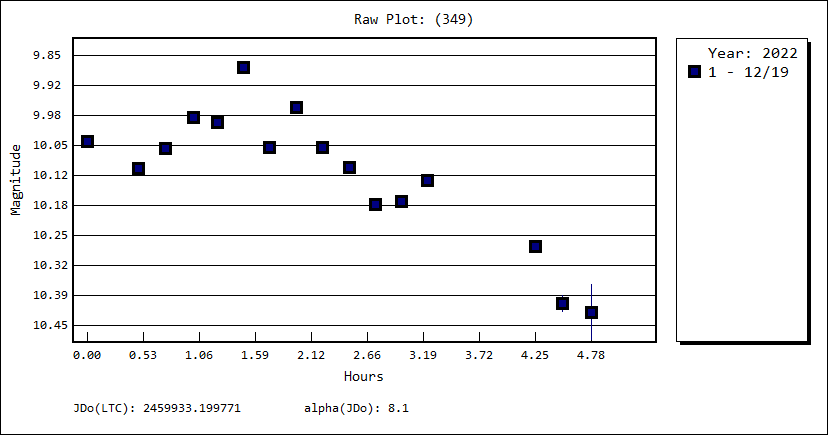 Raw Plot: (349)
Year: 2022
1 - 12/19
9.85
9.92
9.98
10.05
10.12
10.18
10.25
10.32
10.39
10.45
Magnitude
0.00 0.53 1.06 1.59 2.12 2.66 3.19 3.72 4.25 4.78
Hours
JDo(LTC): 2459933.199771 alpha(JDo): 8.1